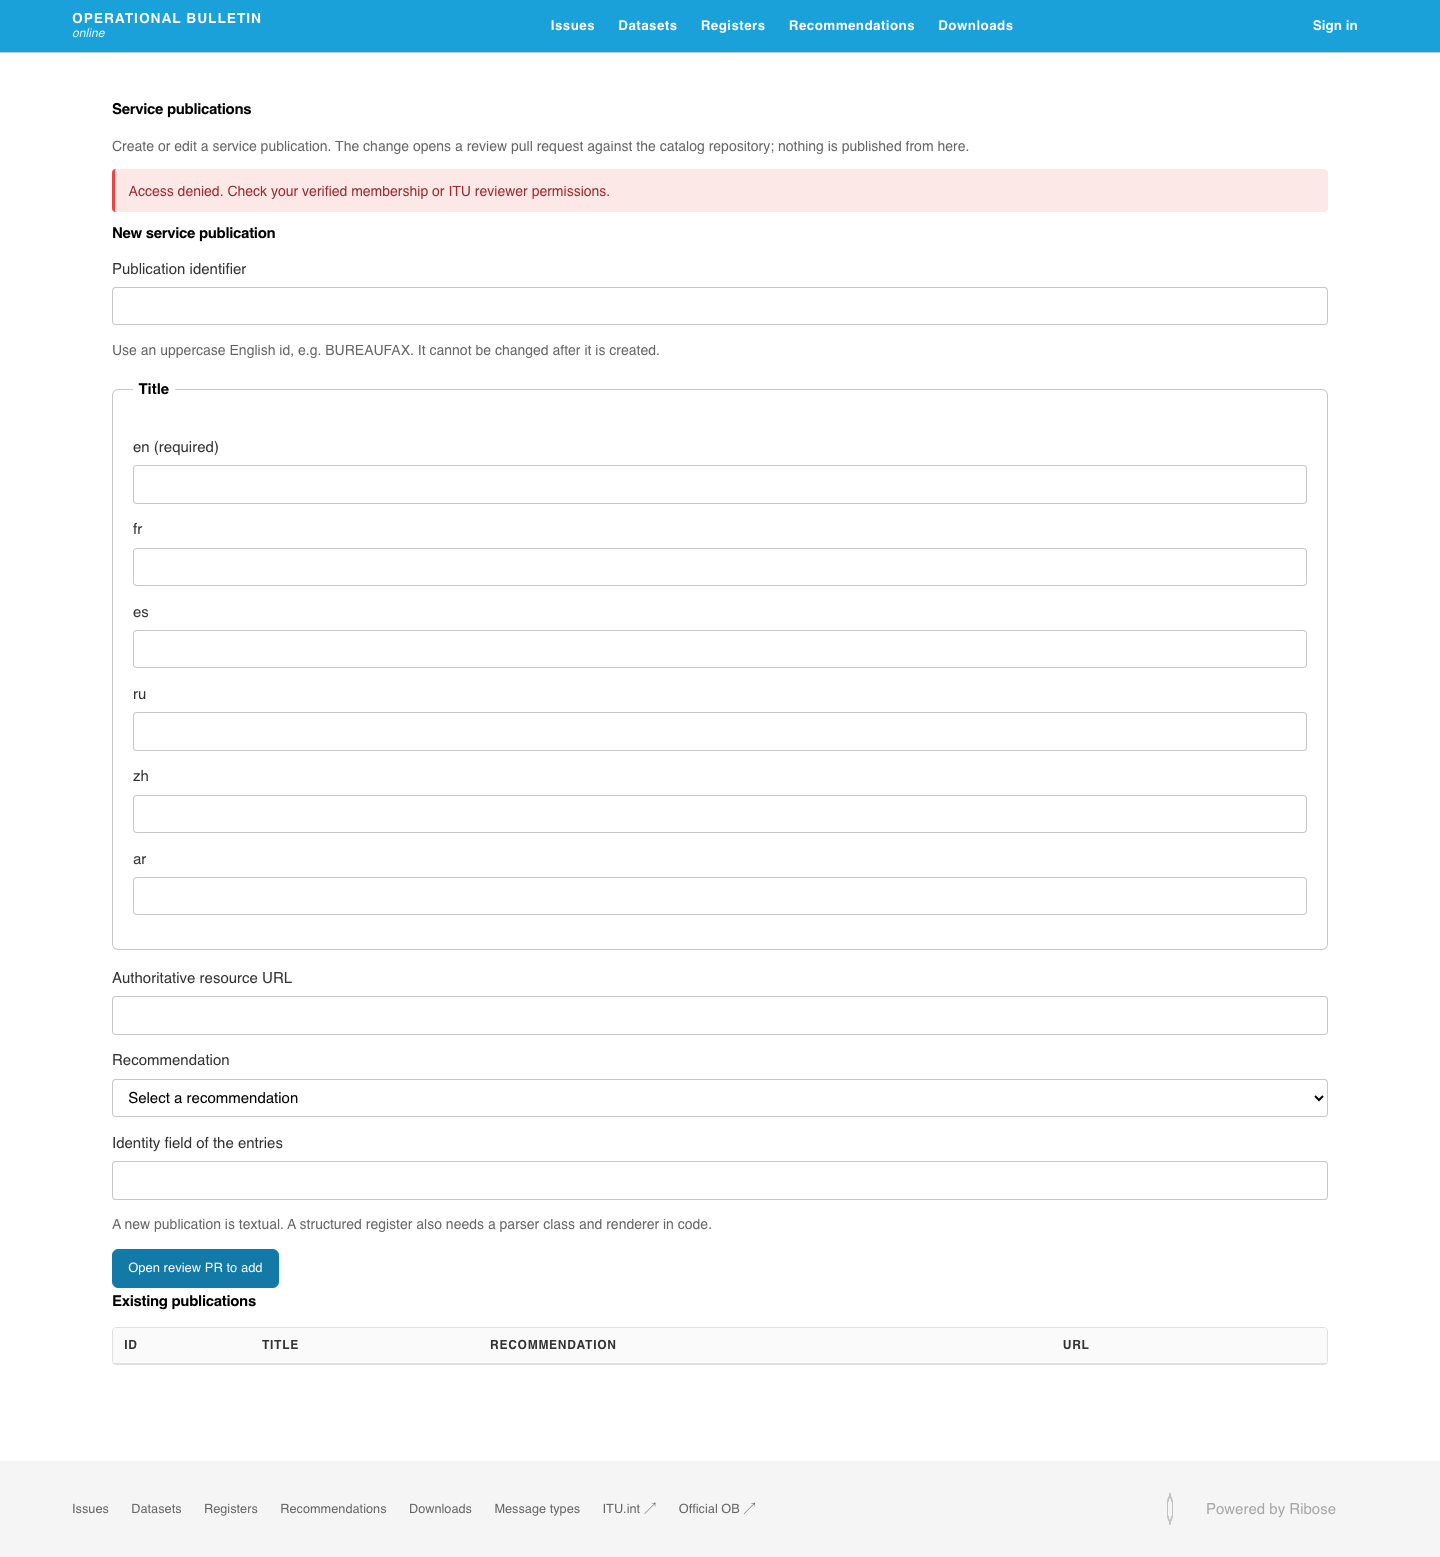 OPERATIONAL BULLETIN
online
Issues Datasets Registers Recommendations Downloads
Sign in
Service publications
Create or edit a service publication. The change opens a review pull request against the catalog repository; nothing is published from here.
Access denied. Check your verified membership or ITU reviewer permissions.
New service publication
Publication identifier
Use an uppercase English id, e.g. BUREAUFAX. It cannot be changed after it is created.
Title
en (required)
fr
es
ru
zh
ar
Authoritative resource URL
Recommendation
Select a recommendation
Identity field of the entries
A new publication is textual. A structured register also needs a parser class and renderer in code.
Open review PR to add
Existing publications
ID TITLE RECOMMENDATION URL
Issues Datasets Registers Recommendations Downloads Message types ITU.int ↗ Official OB ↗
Powered by Ribose